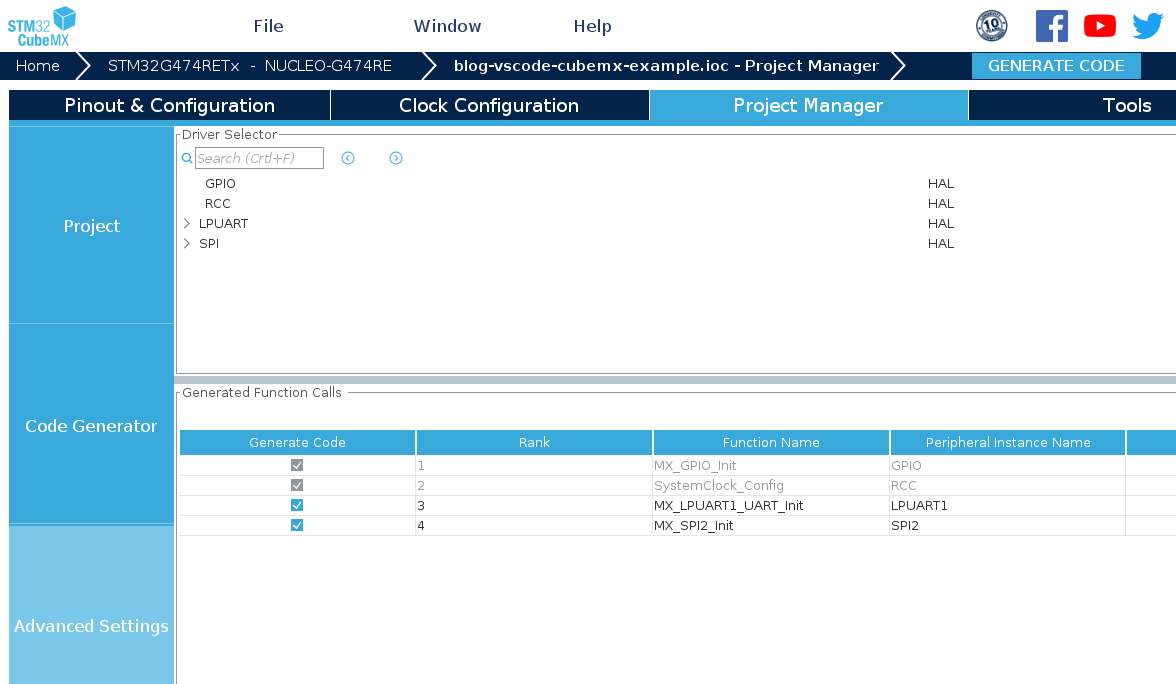 STM32
CubeMX
File
Window
Help
10
Home
STM32G474RETx - NUCLEO-G474RE
blog-vscode-cubemx-example.ioc - Project Manager
GENERATE CODE
Pinout & Configuration
Clock Configuration
Project Manager
Tools
Project
Code Generator
Advanced Settings
Driver Selector
Search (Crtl+F)
GPIO HAL
RCC HAL
LPUART HAL
SPI HAL
Generated Function Calls
Generate Code Rank Function Name Peripheral Instance Name
1 MX_GPIO_Init GPIO
2 SystemClock_Config RCC
3 MX_LPUART1_UART_Init LPUART1
4 MX_SPI2_Init SPI2